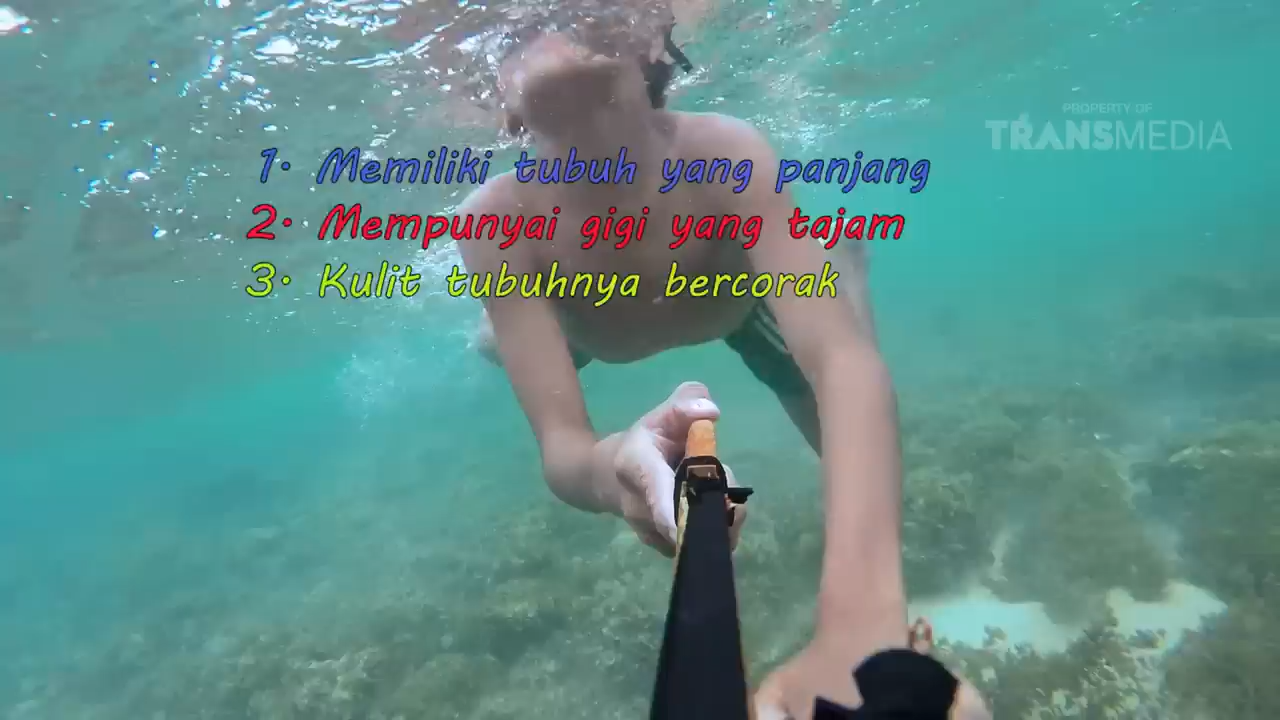 PROPERTY OF
TRANSMEDIA
1. Memiliki tubuh yang panjang
2. Mempunyai gigi yang tajam
3. Kulit tubuhnya bercorak